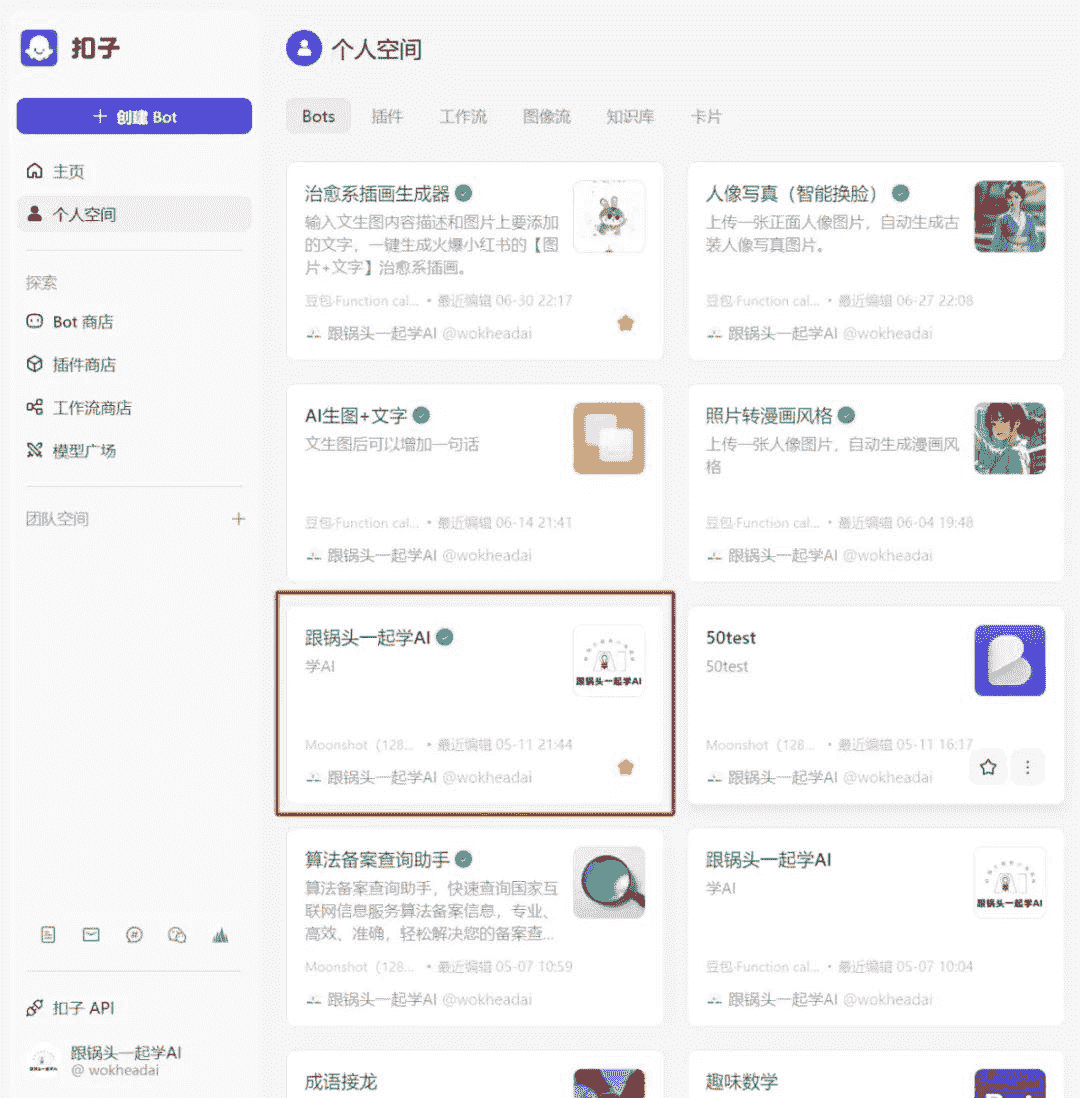 扣子
个人空间
创建 Bot
Bots
插件
工作流
图像流
知识库
卡片
主页
个人空间
探索
Bot 商店
插件商店
工作流商店
模型广场
团队空间
治愈系插画生成器
输入文生图内容描述和图片上要添加
的文字，一键生成火爆小红书的【图
片+文字】治愈系插画。
豆包·Function cal... • 最近编辑 06-30 22:17
跟锅头一起学AI @wokheadai
人像写真（智能换脸）
上传一张正面人像图片，自动生成古
装人像写真图片。
豆包·Function cal... • 最近编辑 06-27 22:08
跟锅头一起学AI @wokheadai
AI生图+文字
文生图后可以增加一句话
豆包·Function cal... • 最近编辑 06-14 21:41
跟锅头一起学AI @wokheadai
照片转漫画风格
上传一张人像图片，自动生成漫画风
格
豆包·Function cal... • 最近编辑 06-04 19:48
跟锅头一起学AI @wokheadai
跟锅头一起学AI
学AI
跟锅头一起学AI
Moonshot（128... • 最近编辑 05-11 21:44
跟锅头一起学AI @wokheadai
50test
50test
Moonshot（128... • 最近编辑 05-11 16:17
跟锅头一起学AI @wokheadai
算法备案查询助手
算法备案查询助手，快速查询国家互
联网信息服务算法备案信息，专业、
高效、准确，轻松解决您的备案查...
Moonshot（128... • 最近编辑 05-07 10:59
跟锅头一起学AI @wokheadai
跟锅头一起学AI
学AI
跟锅头一起学AI
豆包·Function cal... • 最近编辑 05-07 10:04
跟锅头一起学AI @wokheadai
成语接龙
趣味数学
扣子 API
跟锅头一起学AI
@ wokheadai